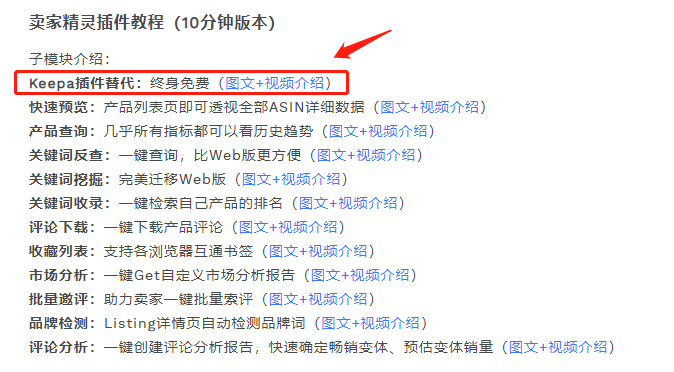 卖家精灵插件教程（10分钟版本）
子模块介绍：
Keepa插件替代：终身免费（图文+视频介绍）
快速预览：产品列表页即可透视全部ASIN详细数据（图文+视频介绍）
产品查询：几乎所有指标都可以看历史趋势（图文+视频介绍）
关键词反查：一键查询，比Web版更方便（图文+视频介绍）
关键词挖掘：完美迁移Web版（图文+视频介绍）
关键词收录：一键检索自己产品的排名（图文+视频介绍）
评论下载：一键下载产品评论（图文+视频介绍）
收藏列表：支持各浏览器互通书签（图文+视频介绍）
市场分析：一键Get自定义市场分析报告（图文+视频介绍）
批量邀评：助力卖家一键批量索评（图文+视频介绍）
品牌检测：Listing详情页自动检测品牌词（图文+视频介绍）
评论分析：一键创建评论分析报告，快速确定畅销变体、预估变体销量（图文+视频介绍）